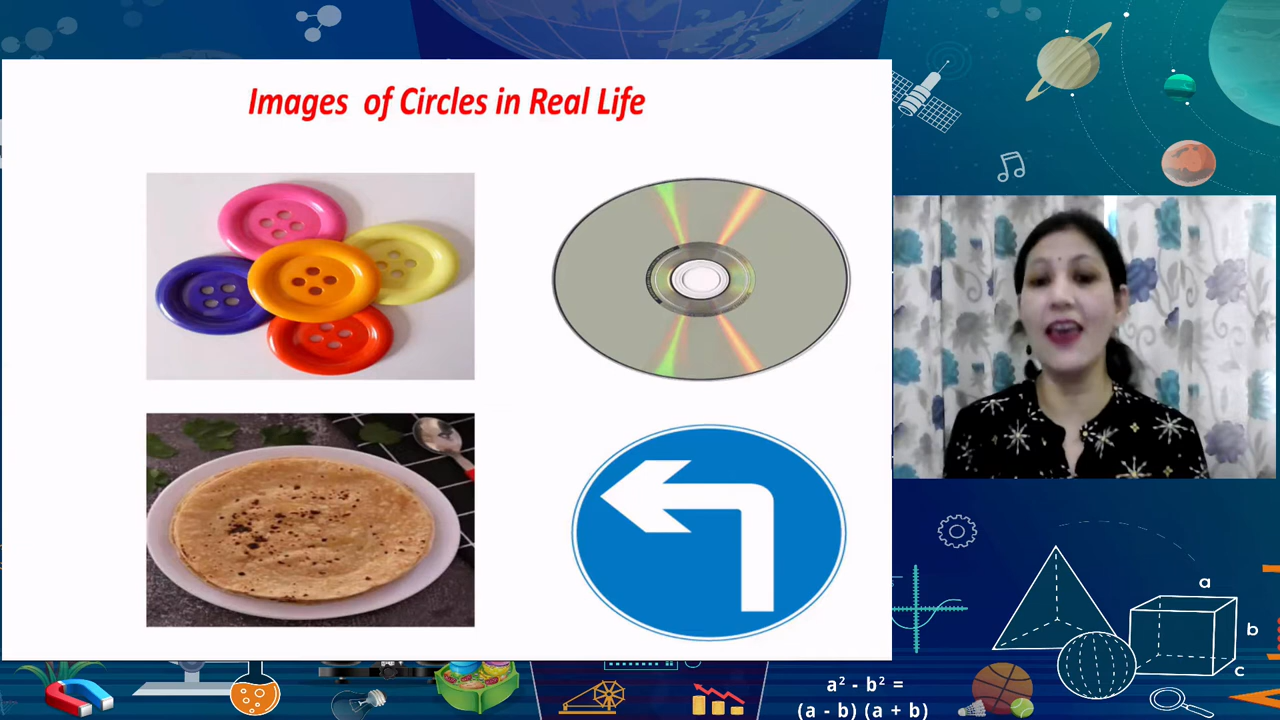 Images of Circles in Real Life
a
b
c
a² - b² =
(a - b) (a + b)